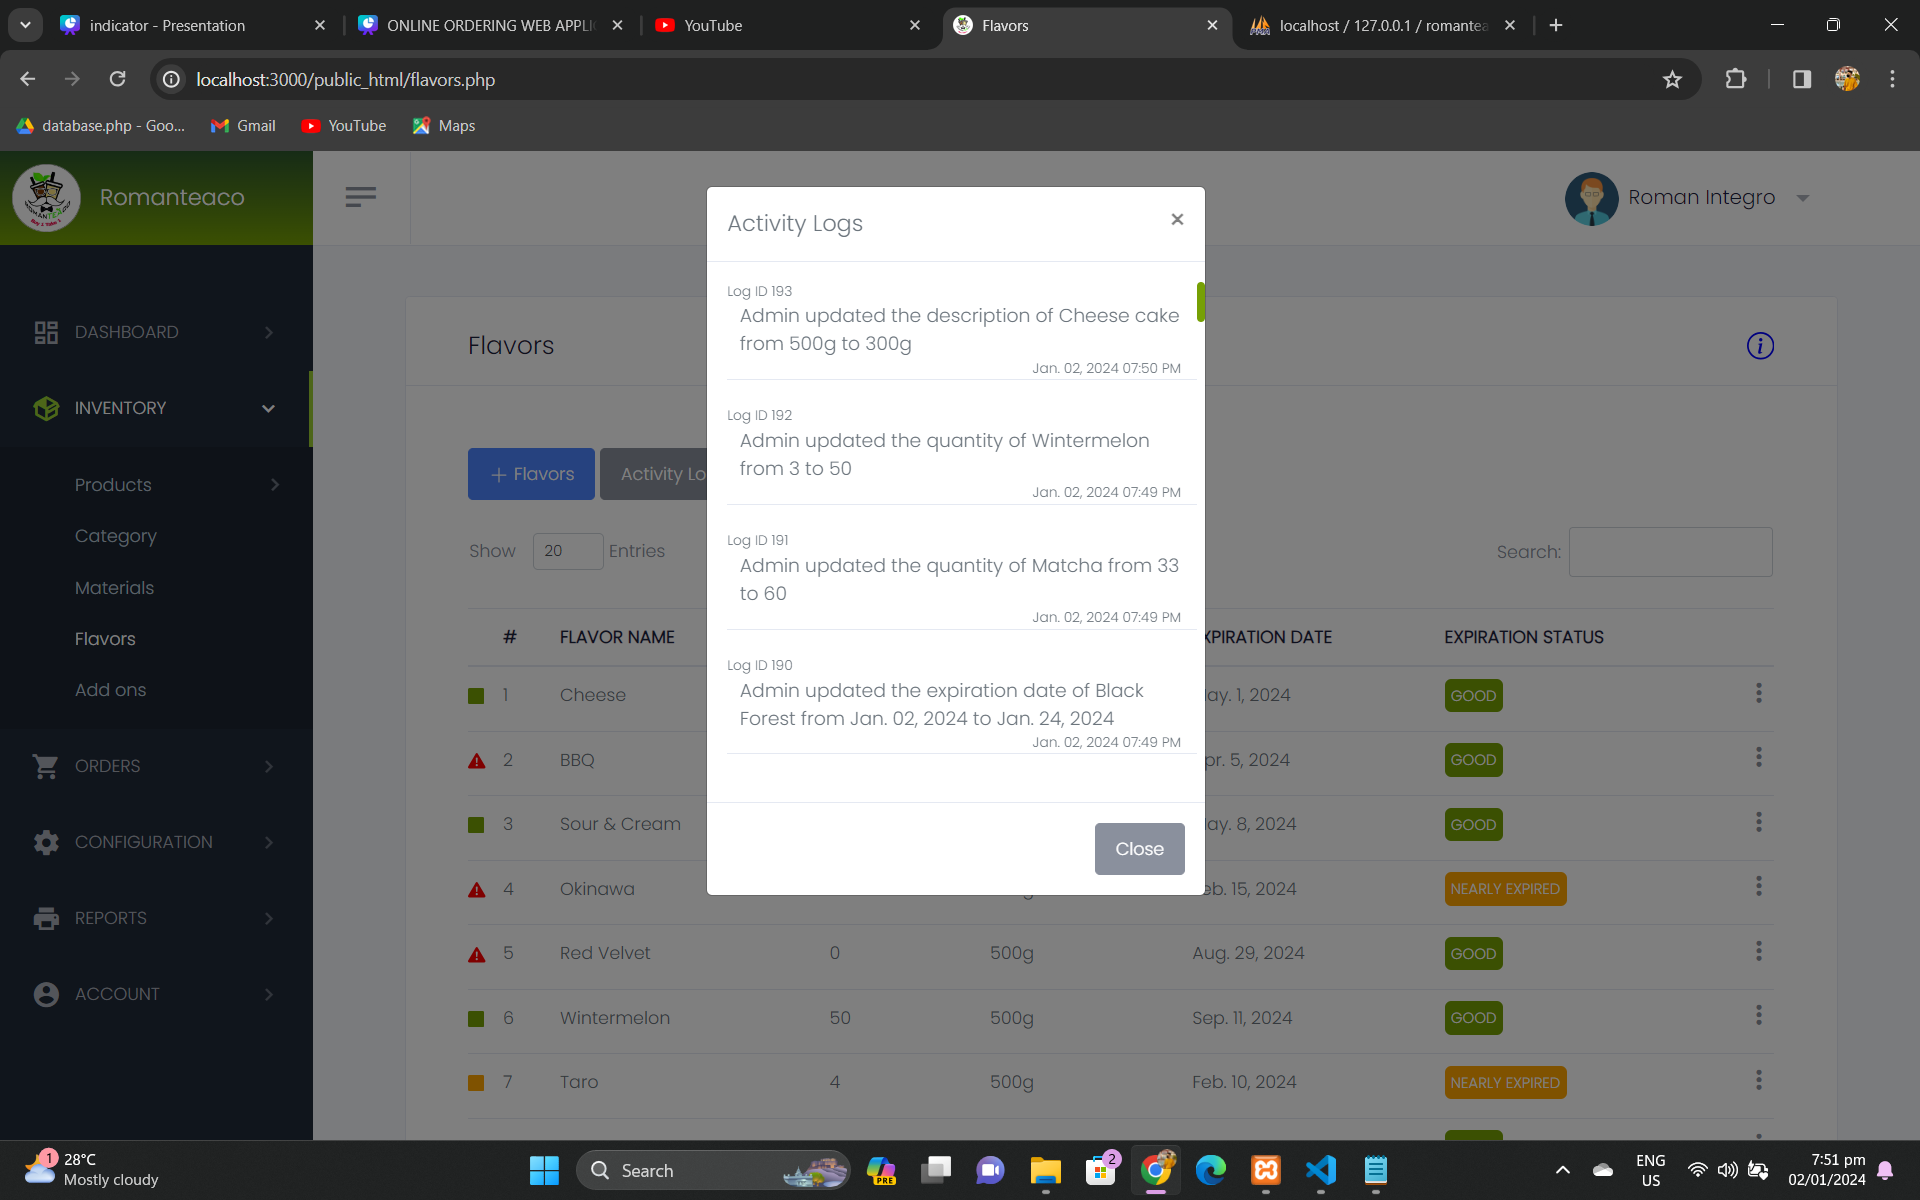 indicator - Presentation
ONLINE ORDERING WEB APPLIC
YouTube
Flavors
localhost / 127.0.0.1 / romantea
localhost:3000/public_html/flavors.php
database.php - Goo...
Gmail
YouTube
Maps
Romanteaco
Roman Integro
DASHBOARD
INVENTORY
Products
Category
Materials
Flavors
Add ons
ORDERS
CONFIGURATION
REPORTS
ACCOUNT
Flavors
+ Flavors
Activity Lo
Show 20 Entries
Search:
# FLAVOR NAME XPIRATION DATE EXPIRATION STATUS
1 Cheese ay. 1, 2024 GOOD
2 BBQ pr. 5, 2024 GOOD
3 Sour & Cream ay. 8, 2024 GOOD
4 Okinawa eb. 15, 2024 NEARLY EXPIRED
5 Red Velvet 0 500g Aug. 29, 2024 GOOD
6 Wintermelon 50 500g Sep. 11, 2024 GOOD
7 Taro 4 500g Feb. 10, 2024 NEARLY EXPIRED
Activity Logs
×
Log ID 193
Admin updated the description of Cheese cake
from 500g to 300g
Jan. 02, 2024 07:50 PM
Log ID 192
Admin updated the quantity of Wintermelon
from 3 to 50
Jan. 02, 2024 07:49 PM
Log ID 191
Admin updated the quantity of Matcha from 33
to 60
Jan. 02, 2024 07:49 PM
Log ID 190
Admin updated the expiration date of Black
Forest from Jan. 02, 2024 to Jan. 24, 2024
Jan. 02, 2024 07:49 PM
Close
1
28°C
Mostly cloudy
Search
PRE
2
ENG
US
7:51 pm
02/01/2024